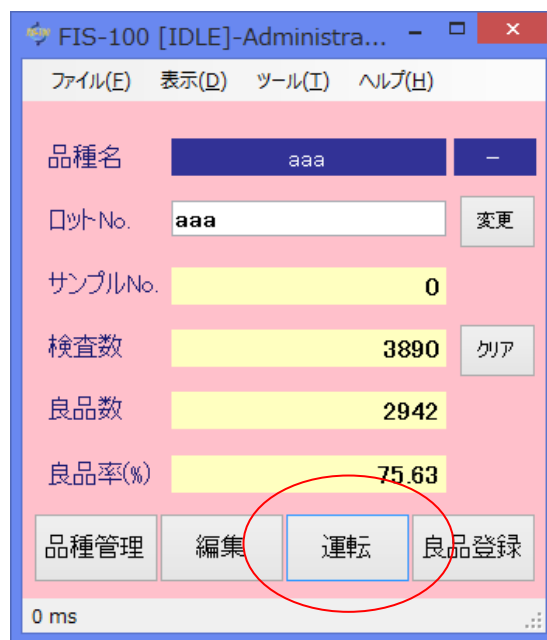 FIS-100 [IDLE]-Administra...
ファイル(F) 表示(D) ツール(T) ヘルプ(H)
品種名 aaa －
ロットNo. aaa 変更
サンプルNo. 0
検査数 3890 クリア
良品数 2942
良品率(%) 75.63
品種管理 編集 運転 良品登録
0 ms